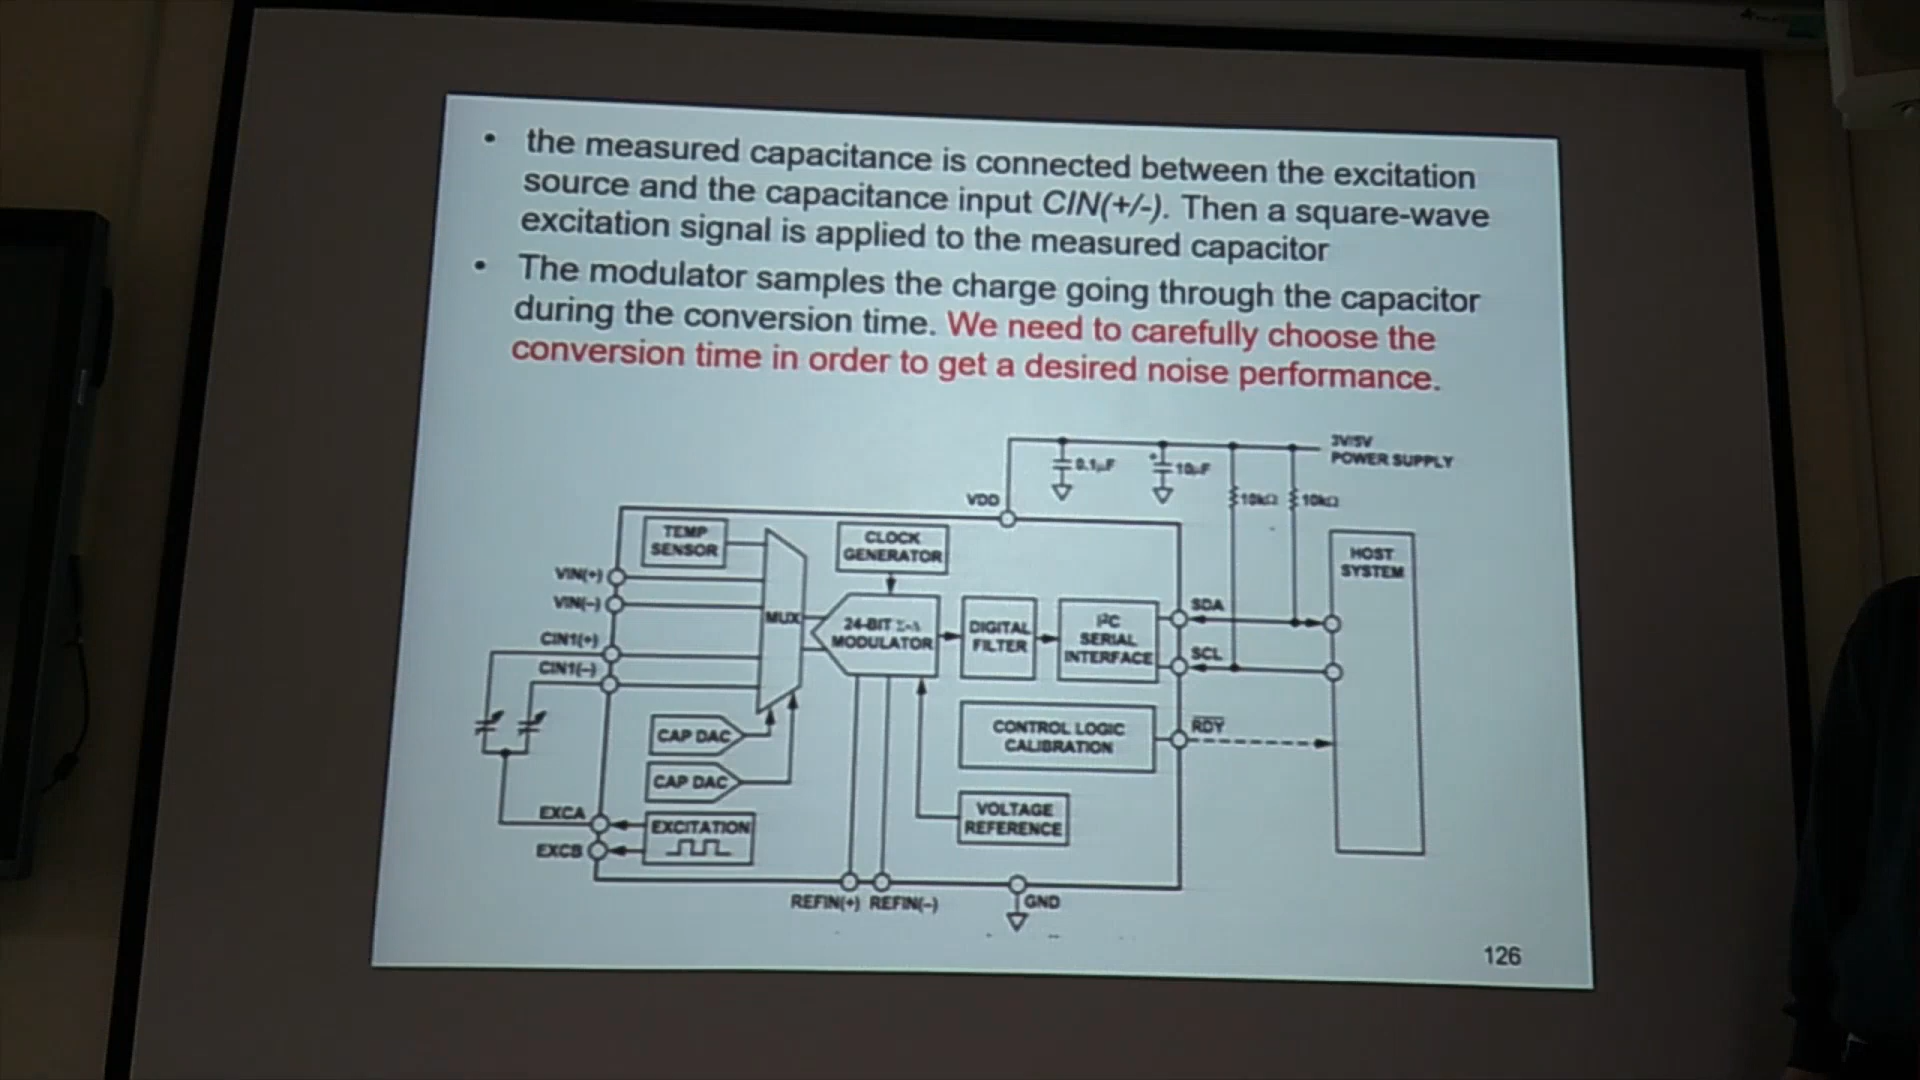 • the measured capacitance is connected between the excitation
source and the capacitance input CIN(+/-). Then a square-wave
excitation signal is applied to the measured capacitor
• The modulator samples the charge going through the capacitor
during the conversion time. We need to carefully choose the
conversion time in order to get a desired noise performance.
3V/5V
POWER SUPPLY
0.1µF
10µF
10kΩ
10kΩ
VDD
TEMP
SENSOR
CLOCK
GENERATOR
HOST
SYSTEM
VIN(+)
VIN(–)
MUX
24-BIT Σ-Δ
MODULATOR
DIGITAL
FILTER
I²C
SERIAL
INTERFACE
SDA
SCL
CIN1(+)
CIN1(–)
CAP DAC
CAP DAC
CONTROL LOGIC
CALIBRATION
RDY
VOLTAGE
REFERENCE
EXCA
EXCB
EXCITATION
REFIN(+) REFIN(–)
GND
126